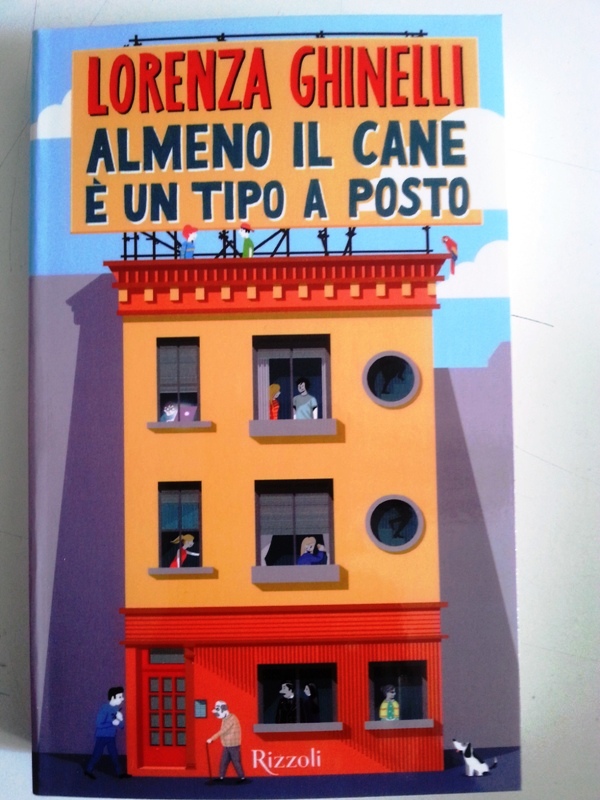 LORENZA GHINELLI
ALMENO IL CANE
È UN TIPO A POSTO
Rizzoli